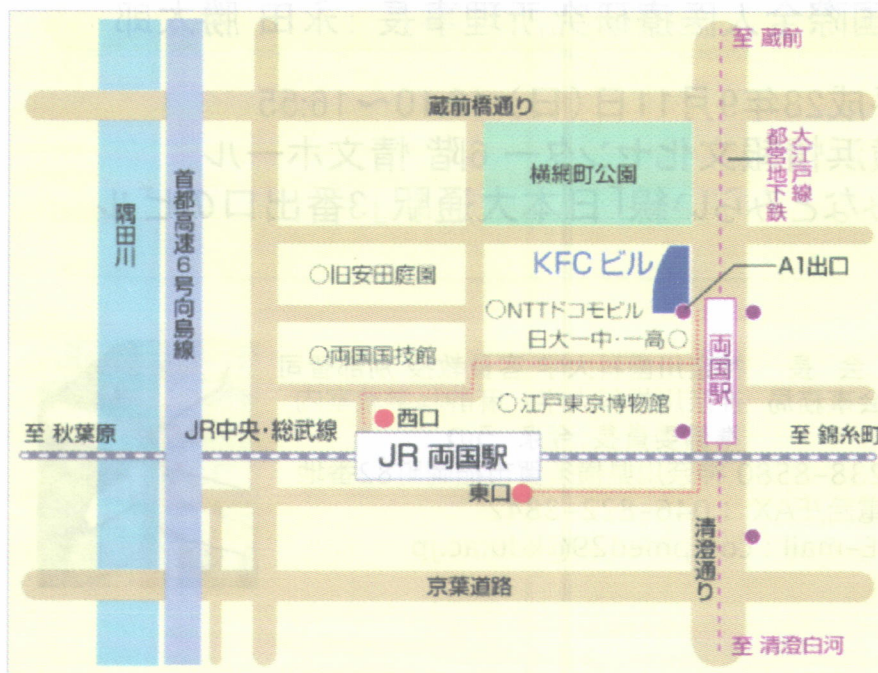 至 蔵前
蔵前橋通り
大江戸線
都営地下鉄
横網町公園
隅田川
首都高速6号向島線
KFC ビル
A1出口
○旧安田庭園
○NTTドコモビル
日大一中・一高○
○両国国技館
両国駅
○江戸東京博物館
西口
至 秋葉原
JR中央・総武線
JR 両国駅
至 錦糸町
東口
清澄通り
京葉道路
至 清澄白河